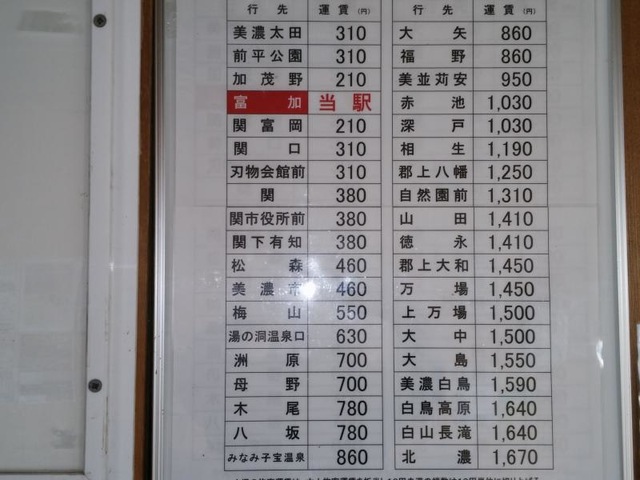 行先 運賃(円)
美濃太田 310
前平公園 310
加茂野 210
富加 当駅
関富岡 210
関口 310
刃物会館前 310
関 380
関市役所前 380
関下有知 380
松森 460
美濃市 460
梅山 550
湯の洞温泉口 630
洲原 700
母野 700
木尾 780
八坂 780
みなみ子宝温泉 860
行先 運賃(円)
大矢 860
福野 860
美並苅安 950
赤池 1,030
深戸 1,030
相生 1,190
郡上八幡 1,250
自然園前 1,310
山田 1,410
徳永 1,410
郡上大和 1,450
万場 1,450
上万場 1,500
大中 1,500
大島 1,550
美濃白鳥 1,590
白鳥高原 1,640
白山長滝 1,640
北濃 1,670